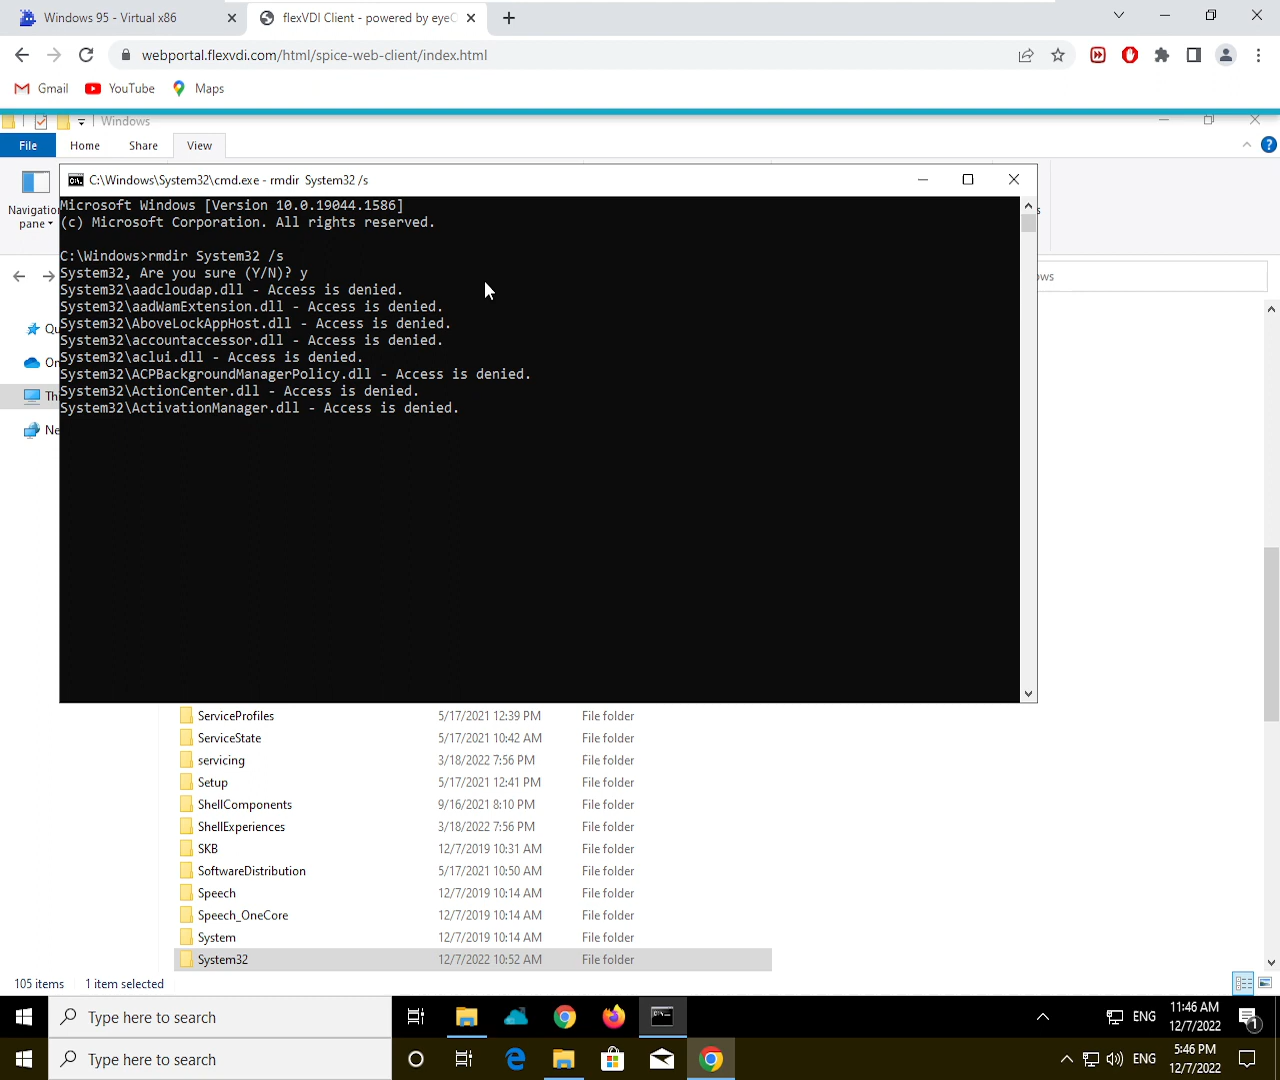 Windows 95 - Virtual x86
flexVDI Client - powered by eyeC
webportal.flexvdi.com/html/spice-web-client/index.html
Gmail
YouTube
Maps
Windows
File
Home
Share
View
C:\Windows\System32\cmd.exe - rmdir System32 /s
Navigation
pane
Microsoft Windows [Version 10.0.19044.1586]
(c) Microsoft Corporation. All rights reserved.
C:\Windows>rmdir System32 /s
System32, Are you sure (Y/N)? y
System32\aadcloudap.dll - Access is denied.
System32\aadWamExtension.dll - Access is denied.
System32\AboveLockAppHost.dll - Access is denied.
System32\accountaccessor.dll - Access is denied.
System32\aclui.dll - Access is denied.
System32\ACPBackgroundManagerPolicy.dll - Access is denied.
System32\ActionCenter.dll - Access is denied.
System32\ActivationManager.dll - Access is denied.
ows
Qu
On
Th
Ne
ServiceProfiles 5/17/2021 12:39 PM File folder
ServiceState 5/17/2021 10:42 AM File folder
servicing 3/18/2022 7:56 PM File folder
Setup 5/17/2021 12:41 PM File folder
ShellComponents 9/16/2021 8:10 PM File folder
ShellExperiences 3/18/2022 7:56 PM File folder
SKB 12/7/2019 10:31 AM File folder
SoftwareDistribution 5/17/2021 10:50 AM File folder
Speech 12/7/2019 10:14 AM File folder
Speech_OneCore 12/7/2019 10:14 AM File folder
System 12/7/2019 10:14 AM File folder
System32 12/7/2022 10:52 AM File folder
105 items 1 item selected
Type here to search
ENG
11:46 AM
12/7/2022
1
Type here to search
ENG
5:46 PM
12/7/2022